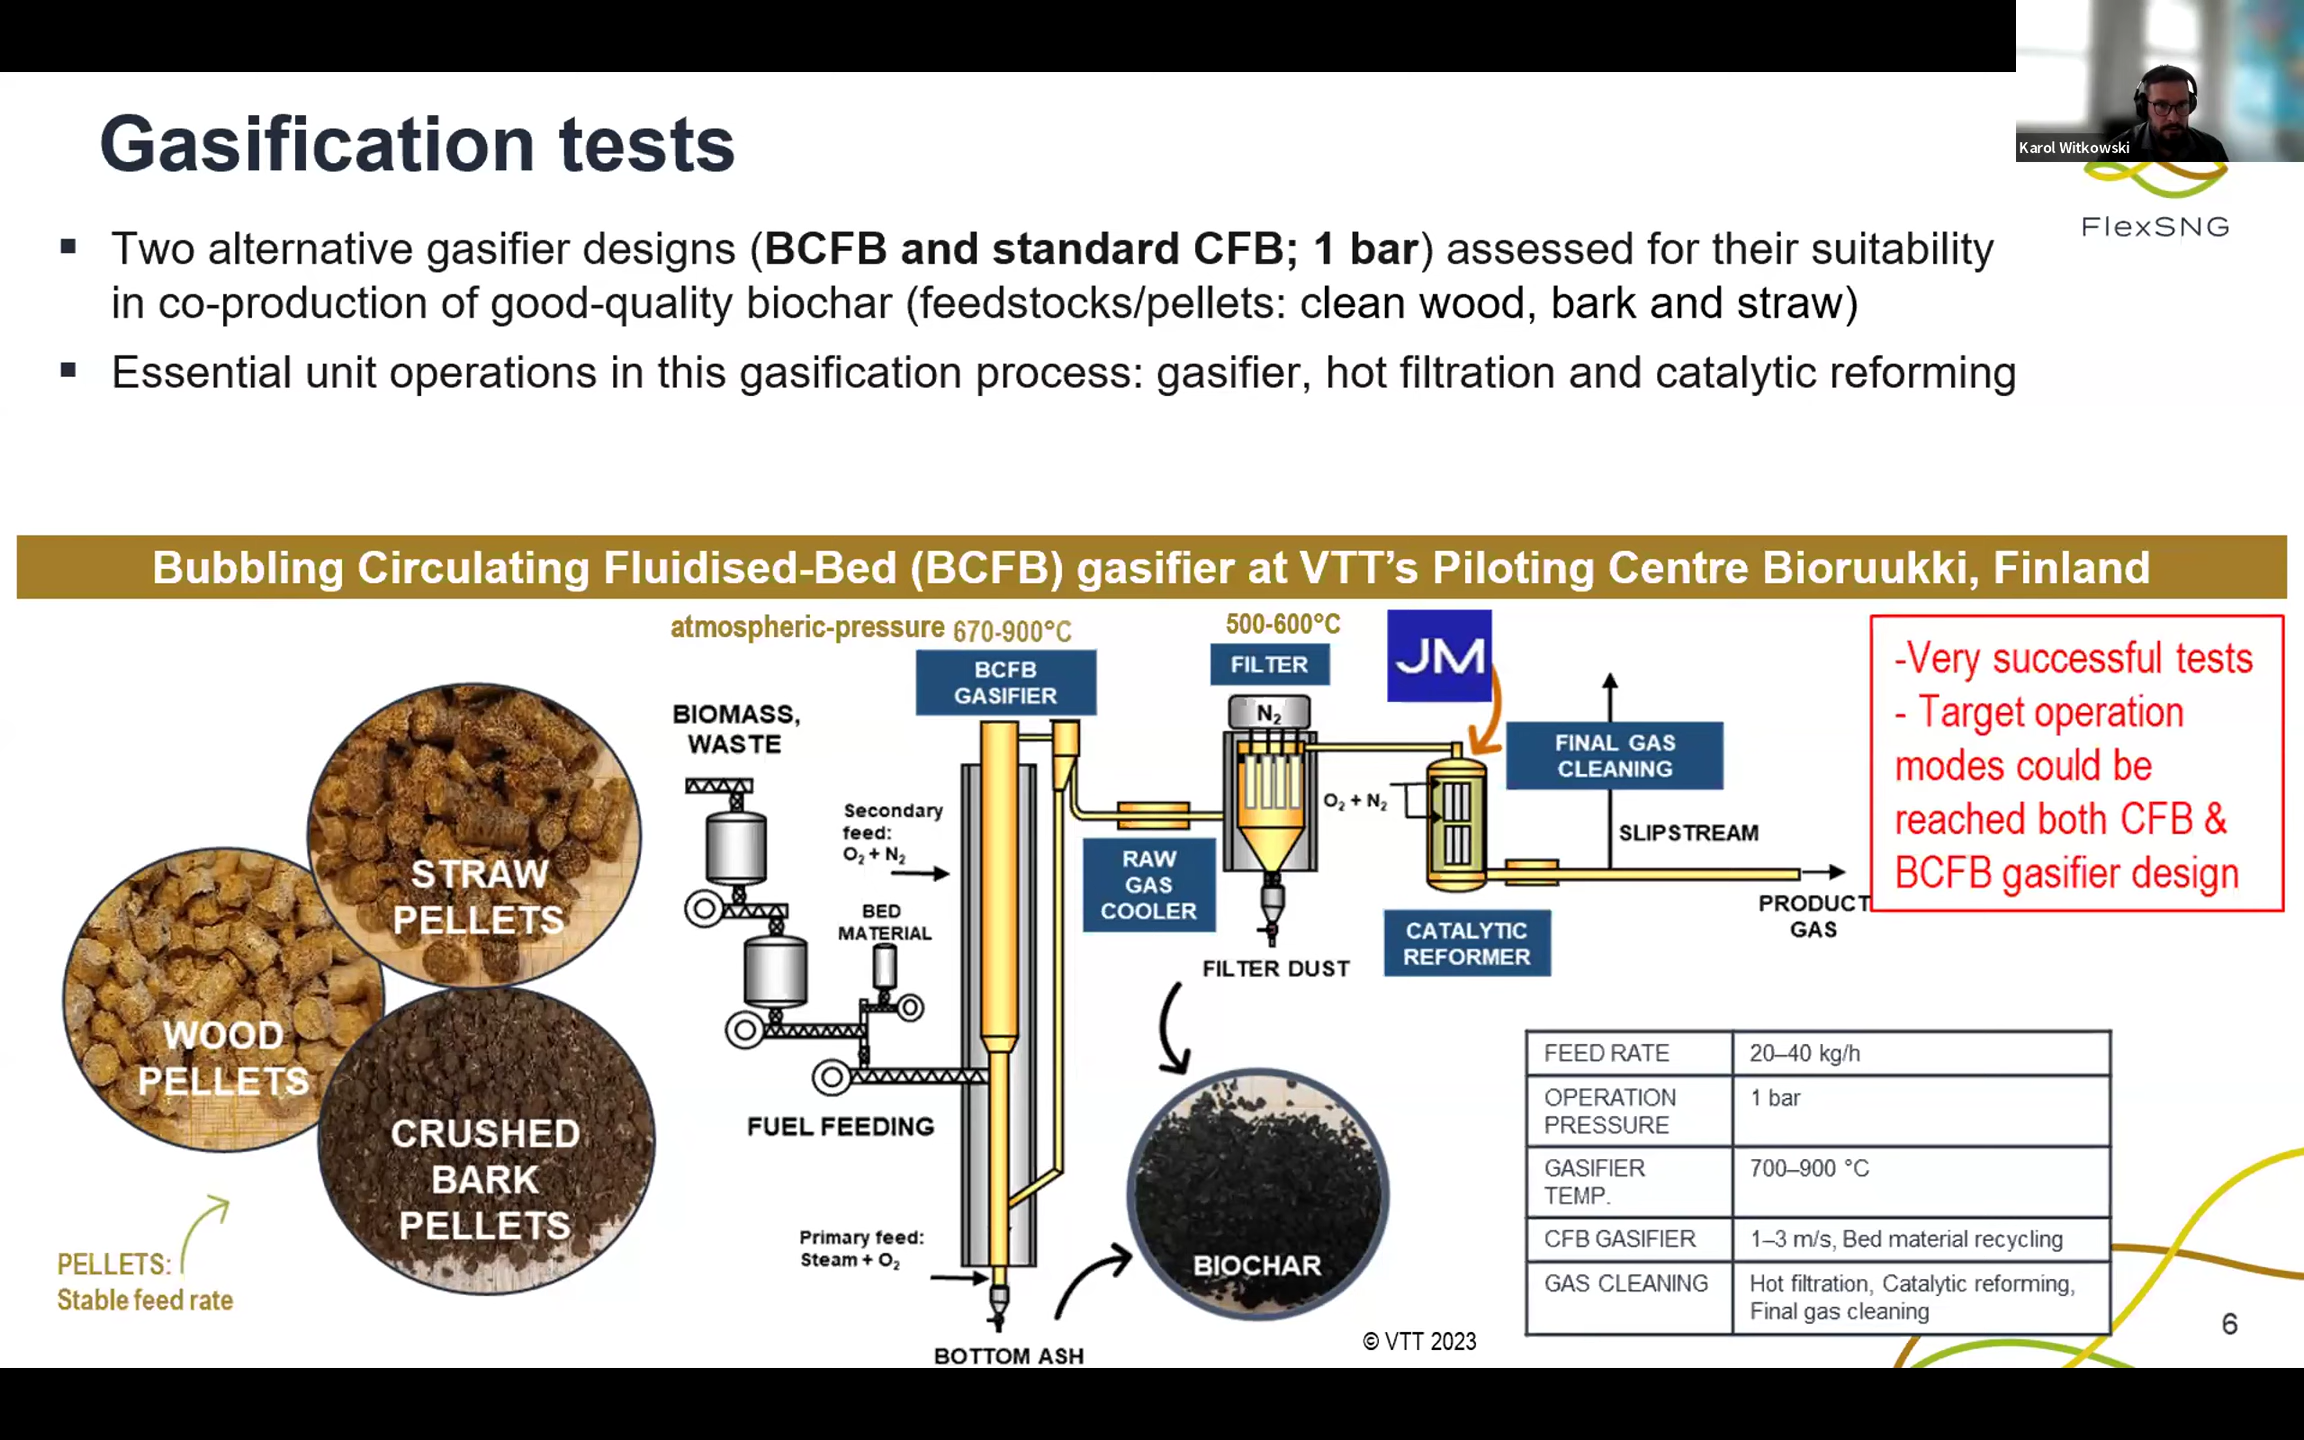 Karol Witkowski
FlexSNG
Gasification tests
▪ Two alternative gasifier designs (BCFB and standard CFB; 1 bar) assessed for their suitability
in co-production of good-quality biochar (feedstocks/pellets: clean wood, bark and straw)
▪ Essential unit operations in this gasification process: gasifier, hot filtration and catalytic reforming
Bubbling Circulating Fluidised-Bed (BCFB) gasifier at VTT's Piloting Centre Bioruukki, Finland
atmospheric-pressure 670-900°C
500-600°C
JM
BCFB
GASIFIER
FILTER
N₂
BIOMASS,
WASTE
Secondary
feed:
O₂ + N₂
BED
MATERIAL
FUEL FEEDING
Primary feed:
Steam + O₂
BOTTOM ASH
RAW
GAS
COOLER
FILTER DUST
O₂ + N₂
CATALYTIC
REFORMER
FINAL GAS
CLEANING
SLIPSTREAM
PRODUCT
GAS
-Very successful tests
- Target operation
modes could be
reached both CFB &
BCFB gasifier design
STRAW
PELLETS
WOOD
PELLETS
CRUSHED
BARK
PELLETS
PELLETS:
Stable feed rate
BIOCHAR
© VTT 2023
FEED RATE 20–40 kg/h
OPERATION 1 bar
PRESSURE
GASIFIER 700–900 °C
TEMP.
CFB GASIFIER 1–3 m/s, Bed material recycling
GAS CLEANING Hot filtration, Catalytic reforming,
Final gas cleaning
6